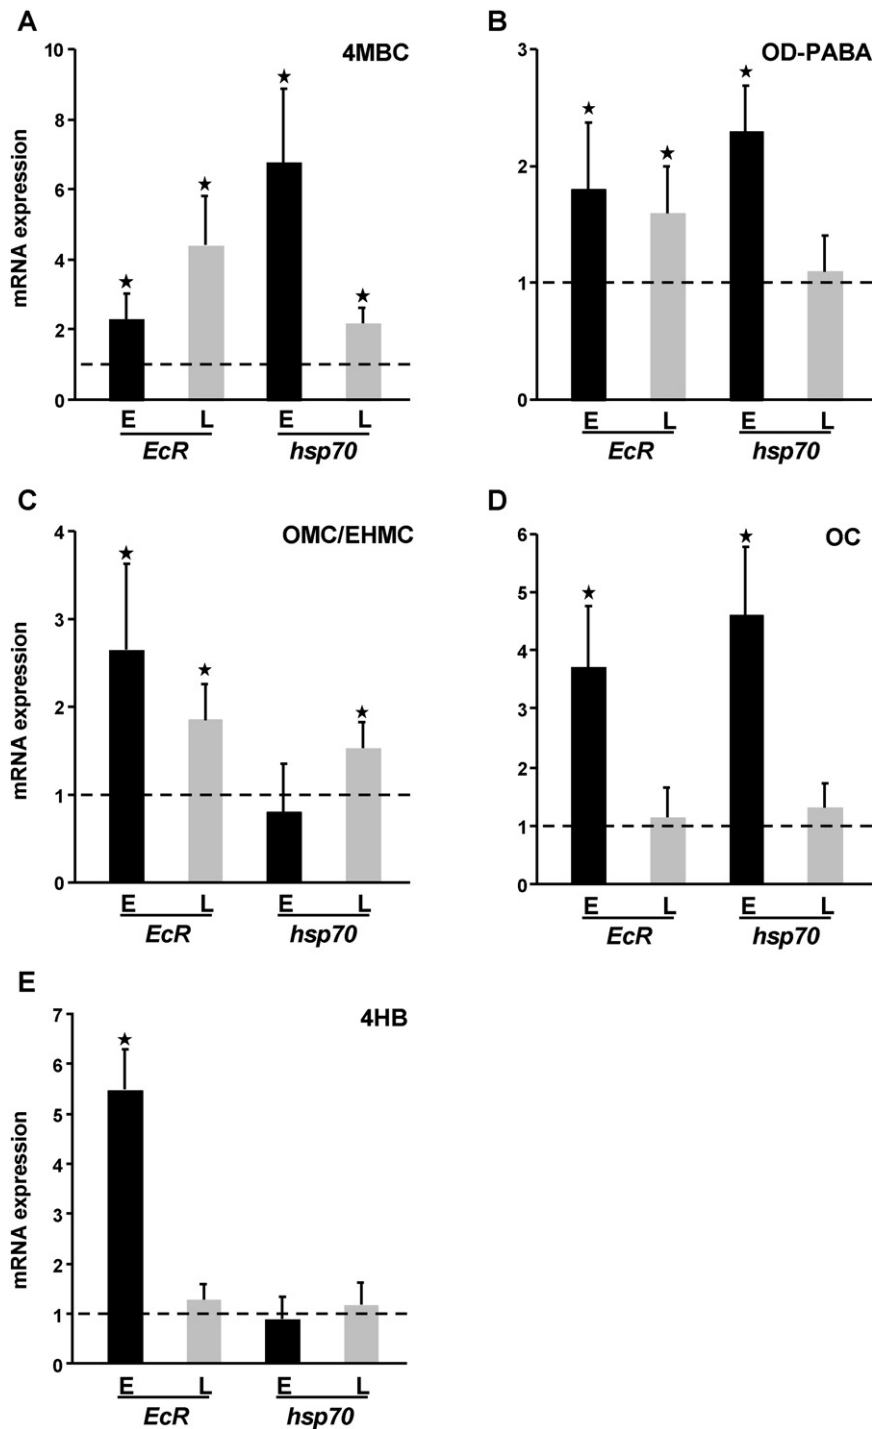 A
4MBC
mRNA expression
10
8
6
4
2
0
E L E L
EcR hsp70
B
OD-PABA
3
2
1
0
E L E L
EcR hsp70
C
OMC/EHMC
mRNA expression
4
3
2
1
0
E L E L
EcR hsp70
D
OC
6
5
4
3
2
1
0
E L E L
EcR hsp70
E
4HB
mRNA expression
7
6
5
4
3
2
1
0
E L E L
EcR hsp70